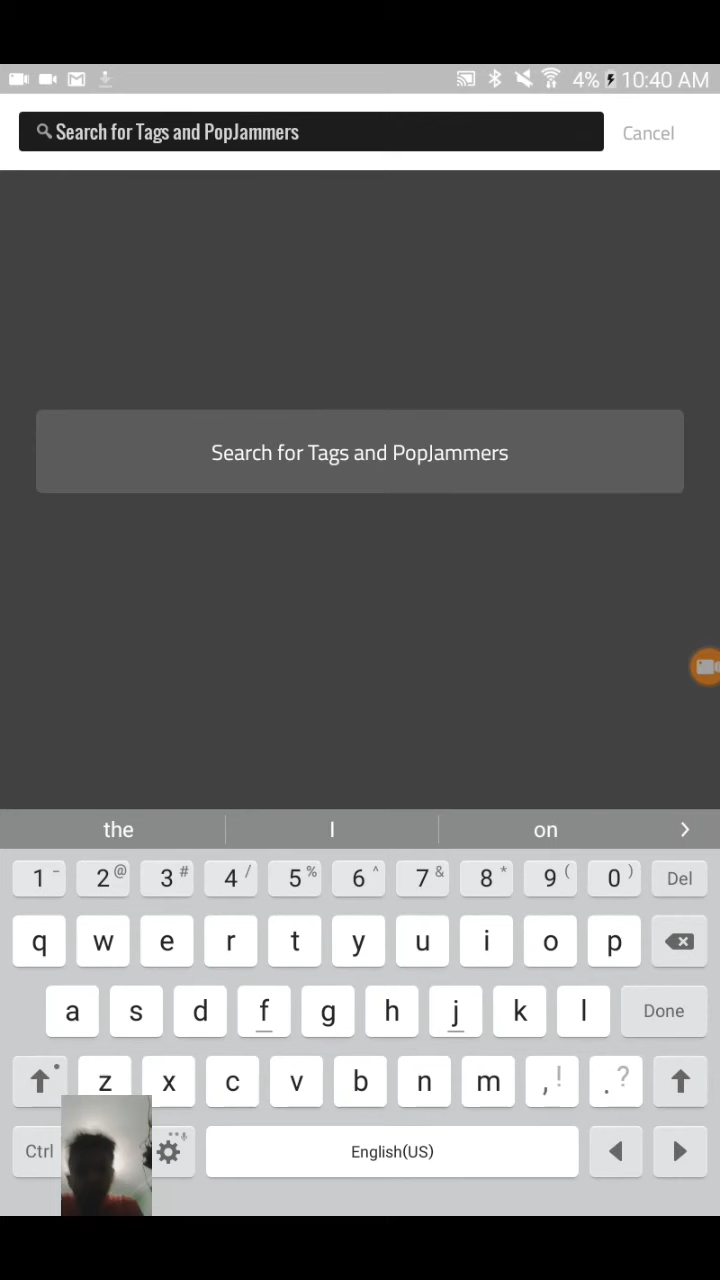 4% 10:40 AM
Search for Tags and PopJammers Cancel
Search for Tags and PopJammers
the I on >
1 - 2 @ 3 # 4 / 5 % 6 ^ 7 & 8 * 9 ( 0 ) Del
q w e r t y u i o p
a s d f g h j k l Done
z x c v b n m , ! . ?
Ctrl English(US)